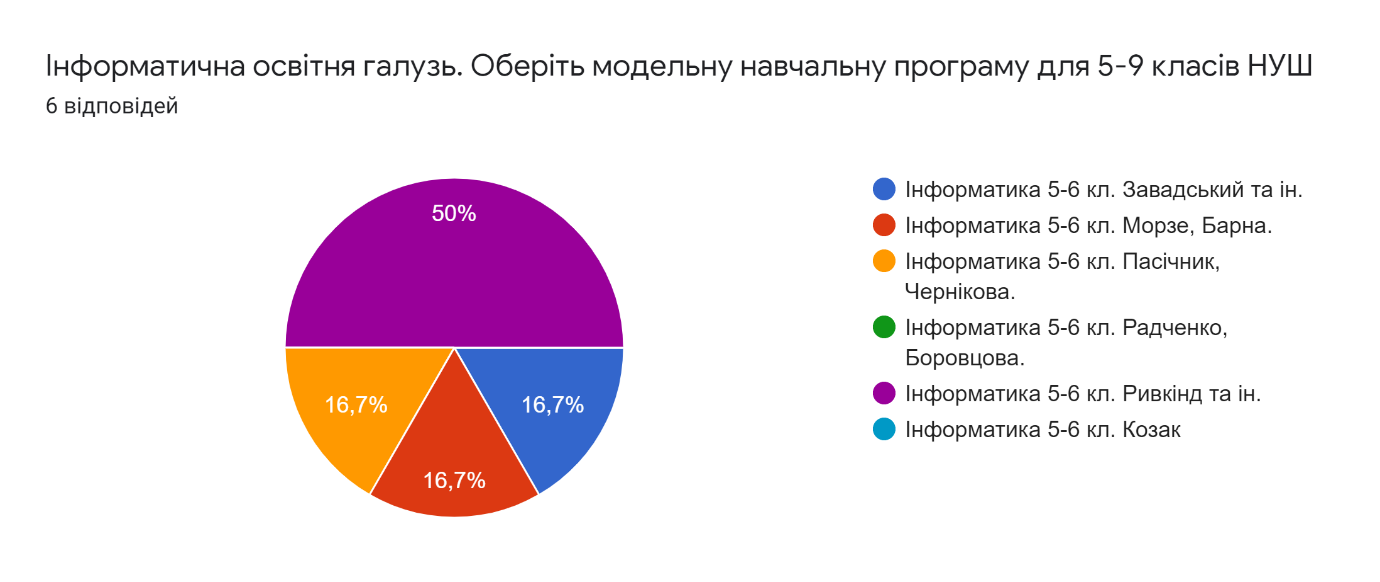 Інформатична освітня галузь. Оберіть модельну навчальну програму для 5-9 класів НУШ
6 відповідей
50%
16,7%
16,7%
16,7%
Інформатика 5-6 кл. Завадський та ін.
Інформатика 5-6 кл. Морзе, Барна.
Інформатика 5-6 кл. Пасічник,
Чернікова.
Інформатика 5-6 кл. Радченко,
Боровцова.
Інформатика 5-6 кл. Ривкінд та ін.
Інформатика 5-6 кл. Козак